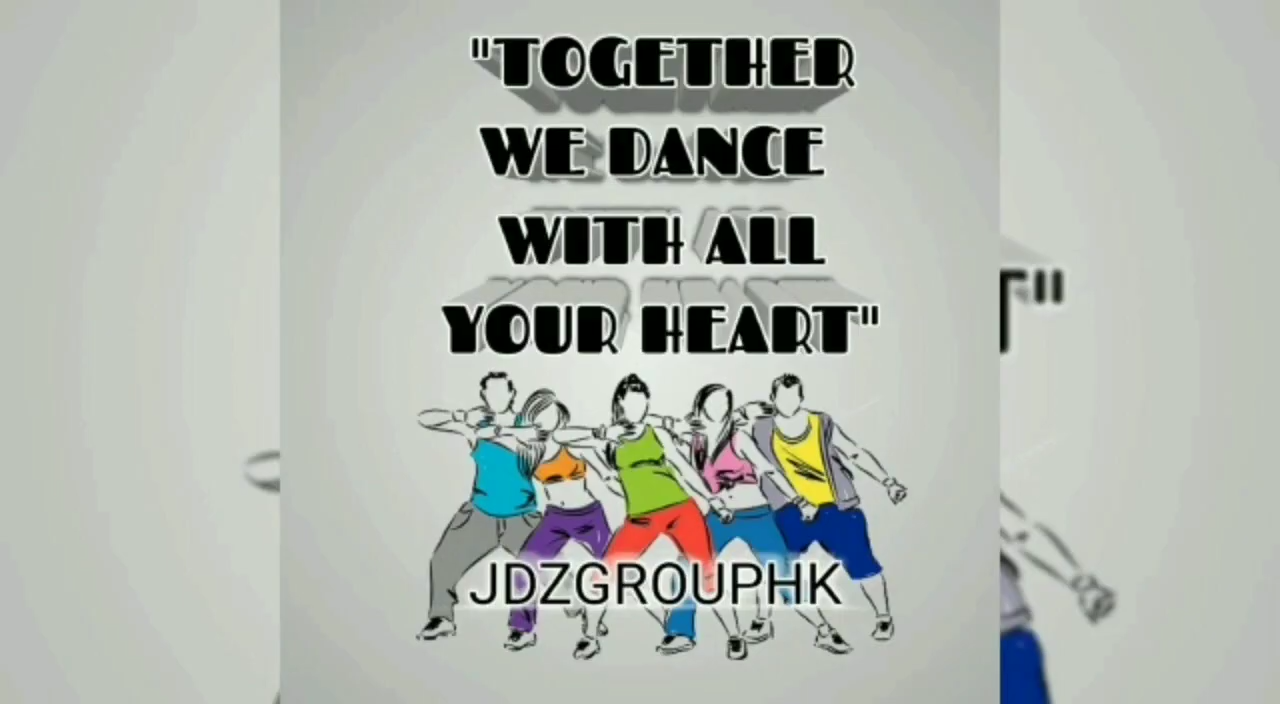 "TOGETHER
WE DANCE
WITH ALL
YOUR HEART"
JDZGROUPHK